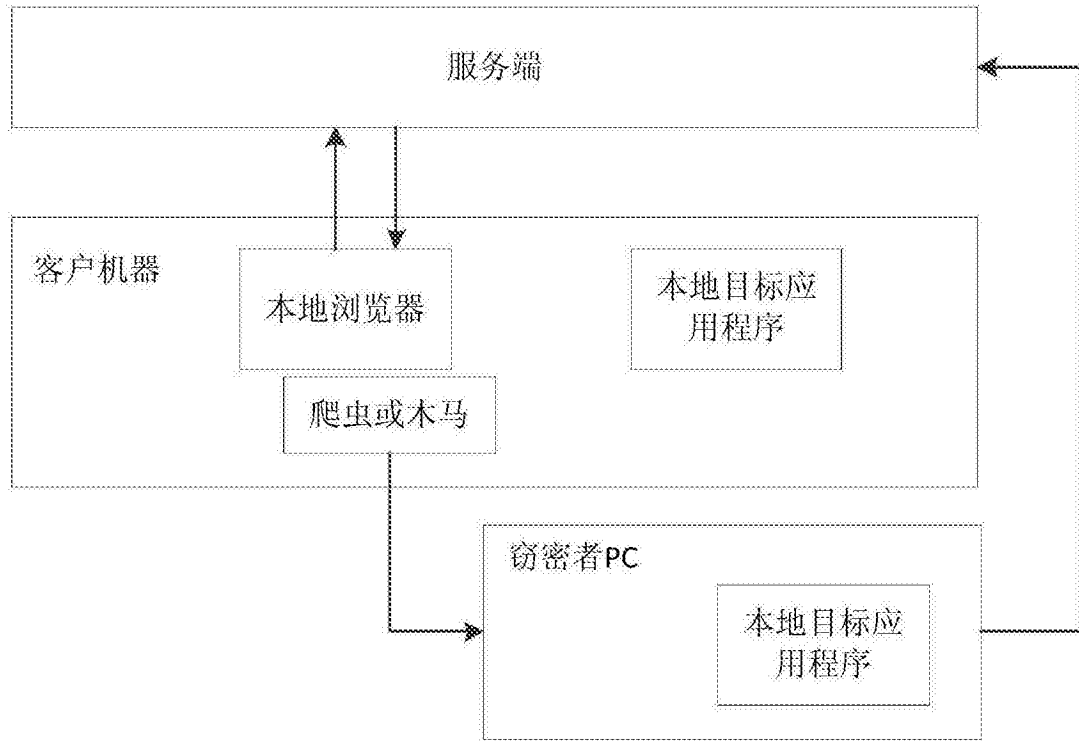 服务端
客户机器
本地浏览器
本地目标应
用程序
爬虫或木马
窃密者PC
本地目标应
用程序